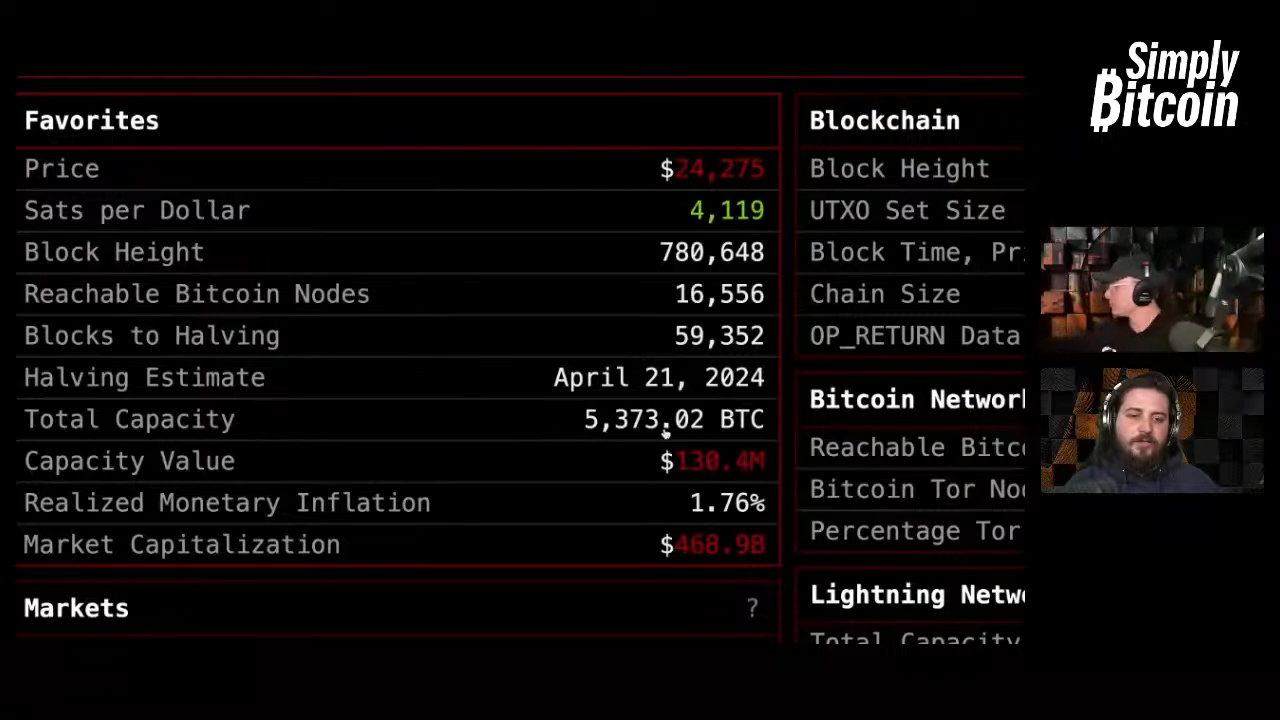 Simply
Bitcoin
Favorites
Price $24,275
Sats per Dollar 4,119
Block Height 780,648
Reachable Bitcoin Nodes 16,556
Blocks to Halving 59,352
Halving Estimate April 21, 2024
Total Capacity 5,373.02 BTC
Capacity Value $130.4M
Realized Monetary Inflation 1.76%
Market Capitalization $468.9B
Markets ?
Blockchain
Block Height
UTXO Set Size
Block Time, Pr
Chain Size
OP_RETURN Data
Bitcoin Network
Reachable Bitc
Bitcoin Tor No
Percentage Tor
Lightning Netw
Total Capacity